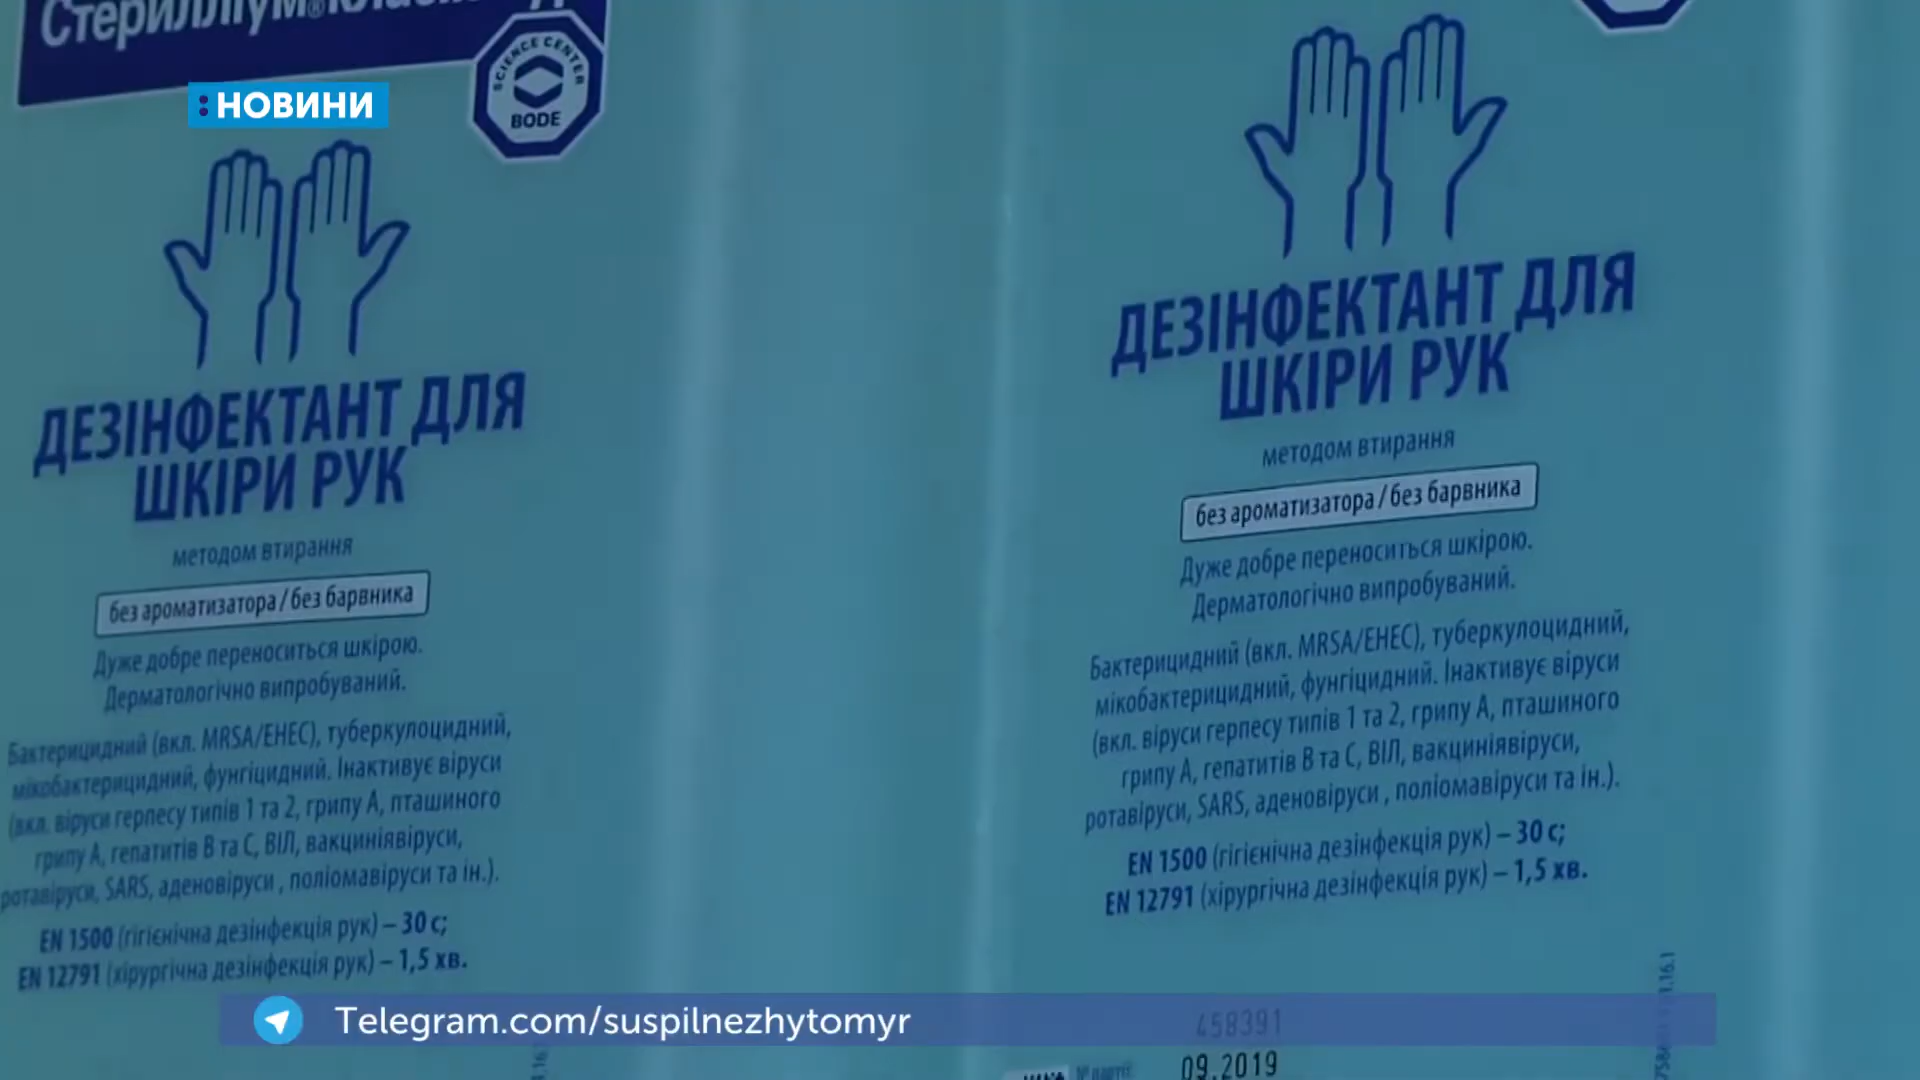 Стерилліум®
SCIENCE CENTER
BODE
:НОВИНИ
ДЕЗІНФЕКТАНТ ДЛЯ
ШКІРИ РУК
методом втирання
без ароматизатора / без барвника
Дуже добре переноситься шкірою.
Дерматологічно випробуваний.
Бактерицидний (вкл. MRSA/EHEC), туберкулоцидний,
мікобактерицидний, фунгіцидний. Інактивує віруси
(вкл. віруси герпесу типів 1 та 2, грипу А, пташиного
грипу А, гепатитів В та С, ВІЛ, вакциніявіруси,
ротавіруси, SARS, аденовіруси , поліомавіруси та ін.).
EN 1500 (гігієнічна дезінфекція рук) – 30 с;
EN 12791 (хірургічна дезінфекція рук) – 1,5 хв.
ДЕЗІНФЕКТАНТ ДЛЯ
ШКІРИ РУК
методом втирання
без ароматизатора / без барвника
Дуже добре переноситься шкірою.
Дерматологічно випробуваний.
Бактерицидний (вкл. MRSA/EHEC), туберкулоцидний,
мікобактерицидний, фунгіцидний. Інактивує віруси
(вкл. віруси герпесу типів 1 та 2, грипу А, пташиного
грипу А, гепатитів В та С, ВІЛ, вакциніявіруси,
ротавіруси, SARS, аденовіруси , поліомавіруси та ін.).
EN 1500 (гігієнічна дезінфекція рук) – 30 с;
EN 12791 (хірургічна дезінфекція рук) – 1,5 хв.
Telegram.com/suspilnezhytomyr
458391
09.2019